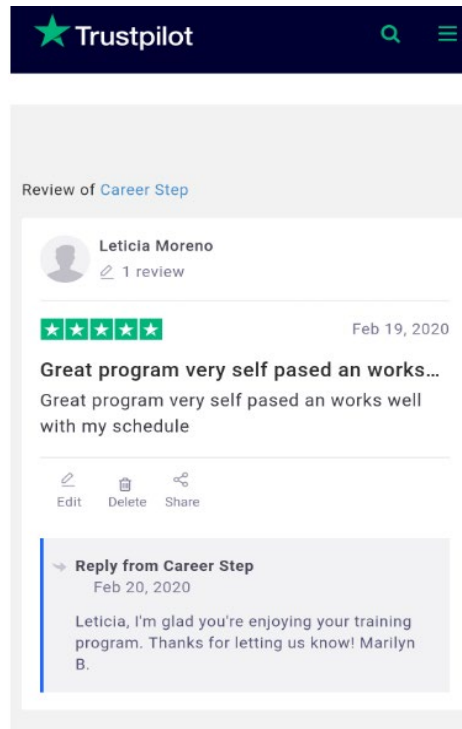 Trustpilot
Review of Career Step
Leticia Moreno
1 review
Feb 19, 2020
Great program very self pased an works...
Great program very self pased an works well
with my schedule
Edit Delete Share
Reply from Career Step
Feb 20, 2020
Leticia, I'm glad you're enjoying your training
program. Thanks for letting us know! Marilyn
B.